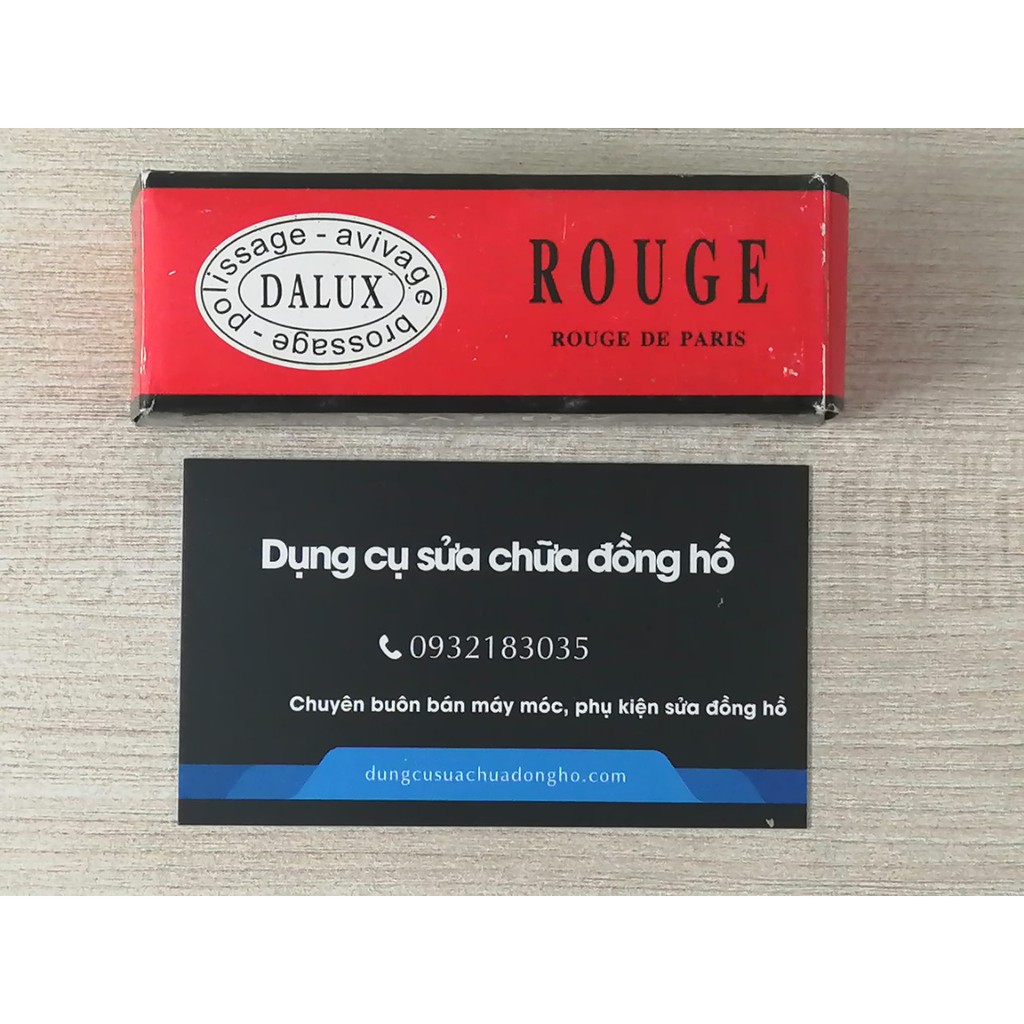 polissage - avivage
brossage -
DALUX
ROUGE
ROUGE DE PARIS
Dụng cụ sửa chữa đồng hồ
0932183035
Chuyên buôn bán máy móc, phụ kiện sửa đồng hồ
dungcusuachuadongho.com